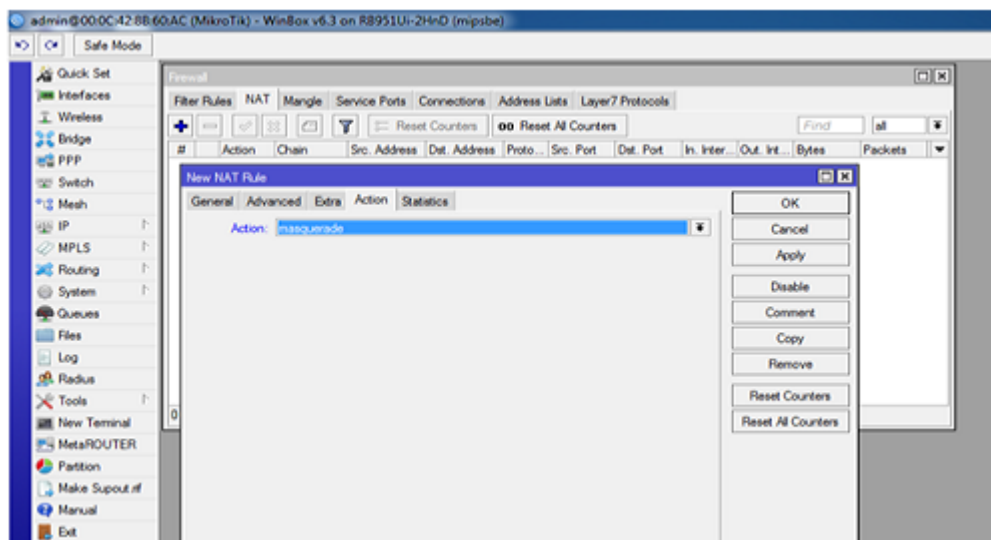 admin@00:0C:42:8B:60:AC (MikroTik) - WinBox v6.3 on RB951Ui-2HnD (mipsbe)
Safe Mode
Quick Set
Interfaces
Wireless
Bridge
PPP
Switch
Mesh
IP
MPLS
Routing
System
Queues
Files
Log
Radius
Tools
New Terminal
MetaROUTER
Partition
Make Supout.rif
Manual
Exit
Firewall
Filter Rules NAT Mangle Service Ports Connections Address Lists Layer7 Protocols
Reset Counters 00 Reset All Counters Find all
# Action Chain Src. Address Dst. Address Proto... Src. Port Dst. Port In. Inter... Out. Int... Bytes Packets
New NAT Rule
General Advanced Extra Action Statistics
Action: masquerade
OK
Cancel
Apply
Disable
Comment
Copy
Remove
Reset Counters
Reset All Counters
0